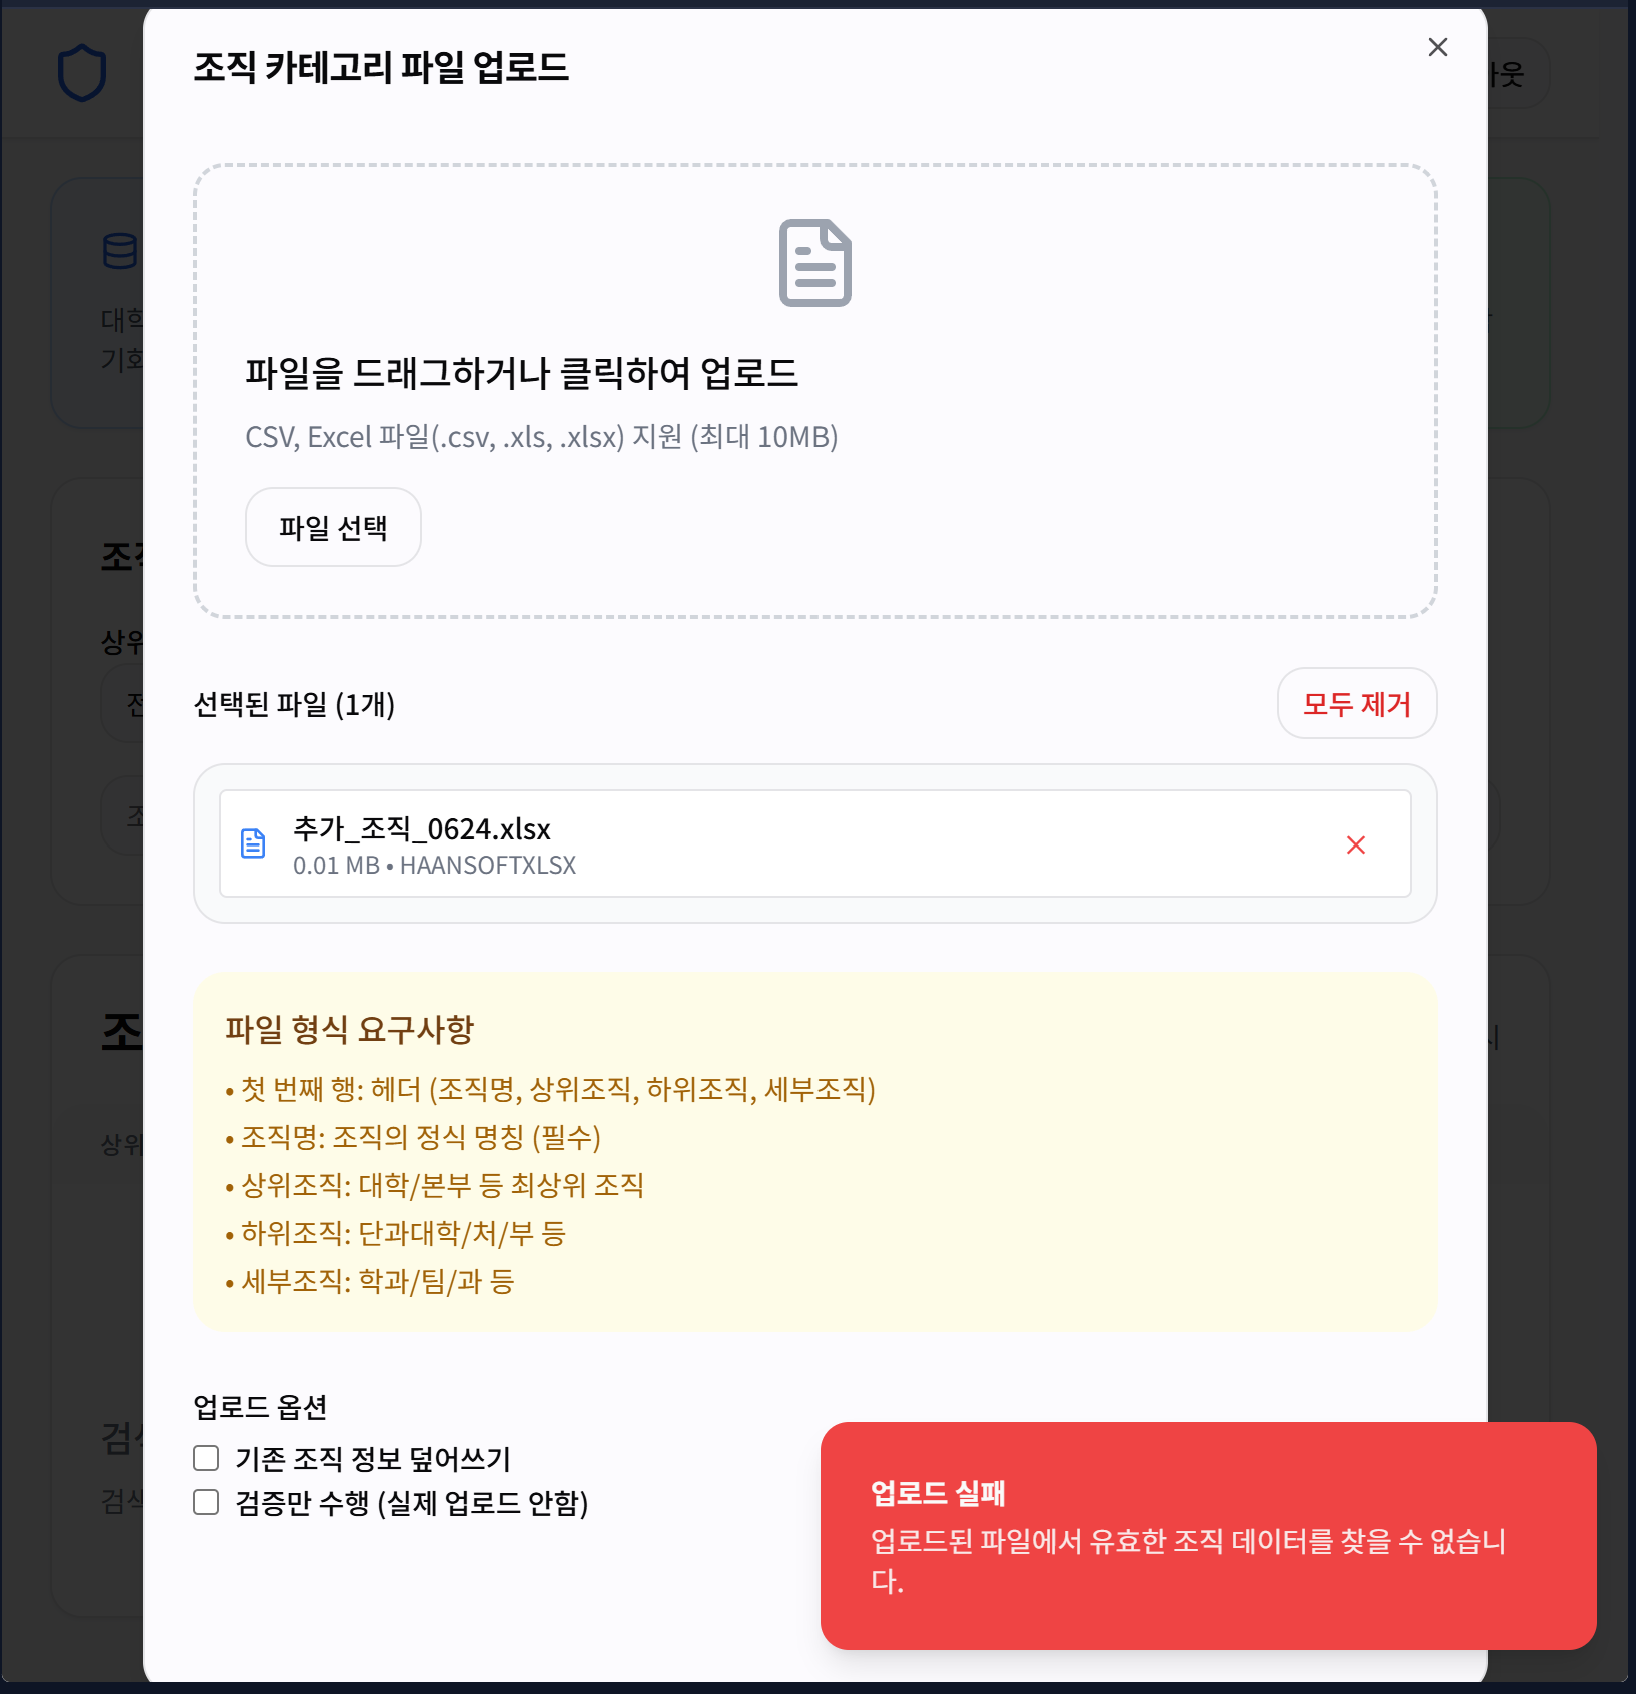 조직 카테고리 파일 업로드
파일을 드래그하거나 클릭하여 업로드
CSV, Excel 파일(.csv, .xls, .xlsx) 지원 (최대 10MB)
파일 선택
선택된 파일 (1개)
모두 제거
추가_조직_0624.xlsx
0.01 MB • HAANSOFTXLSX
파일 형식 요구사항
• 첫 번째 행: 헤더 (조직명, 상위조직, 하위조직, 세부조직)
• 조직명: 조직의 정식 명칭 (필수)
• 상위조직: 대학/본부 등 최상위 조직
• 하위조직: 단과대학/처/부 등
• 세부조직: 학과/팀/과 등
업로드 옵션
기존 조직 정보 덮어쓰기
검증만 수행 (실제 업로드 안함)
업로드 실패
업로드된 파일에서 유효한 조직 데이터를 찾을 수 없습니
다.